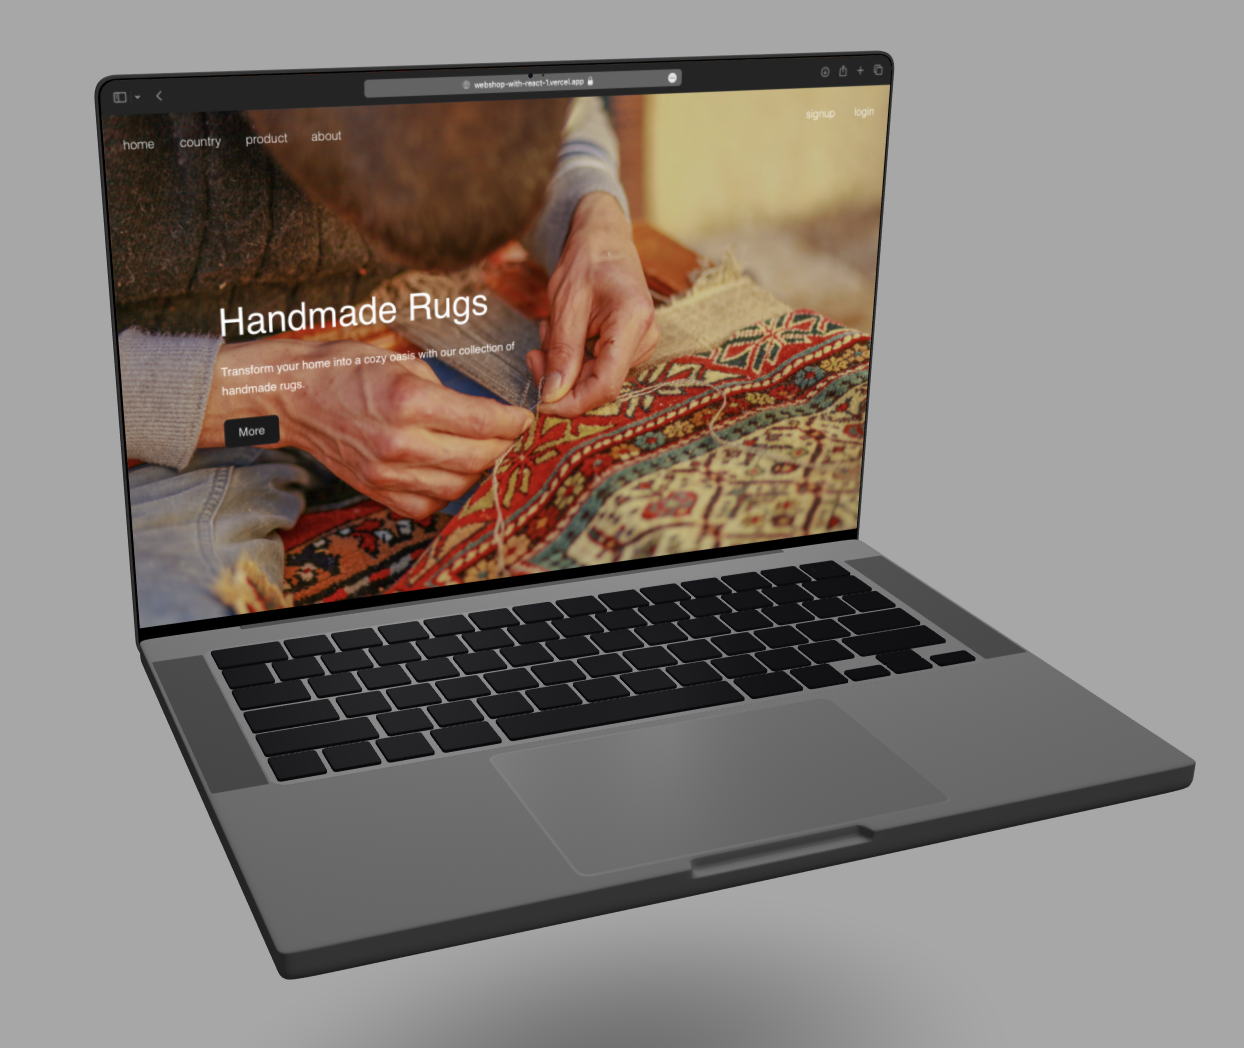 webshop-with-react-1.vercel.app
home country product about signup login
Handmade Rugs
Transform your home into a cozy oasis with our collection of
handmade rugs.
More